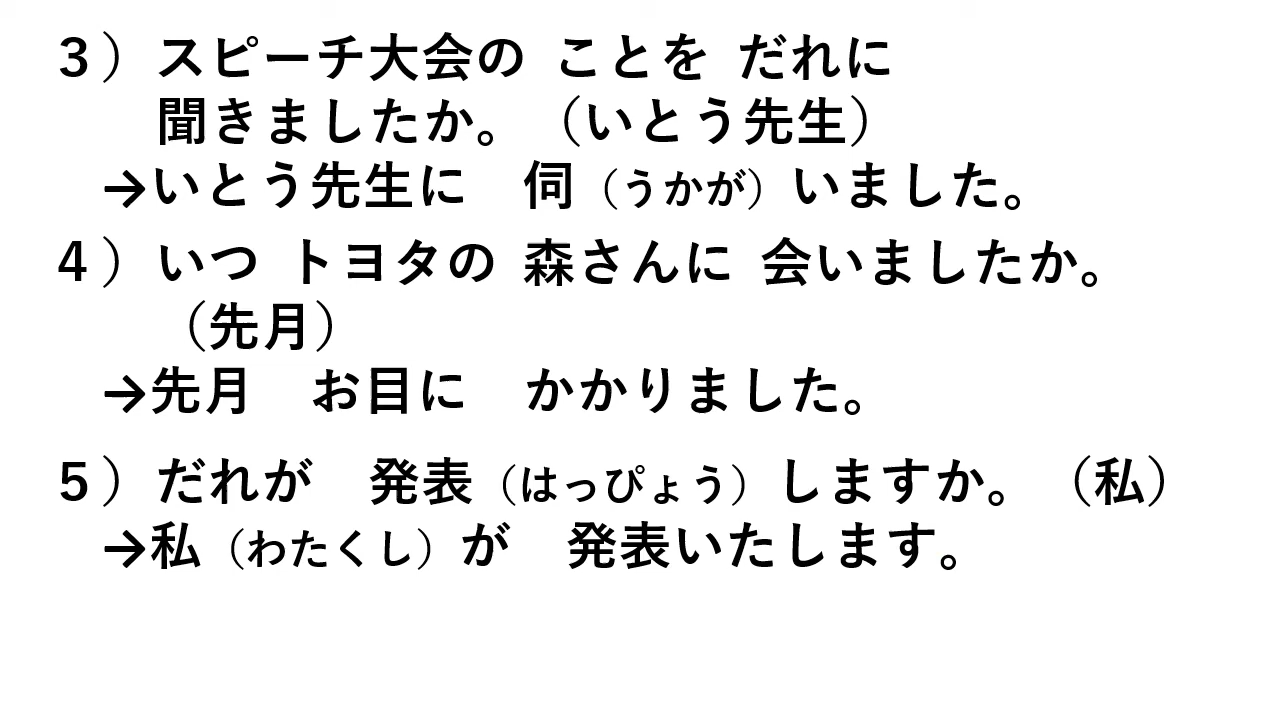 ３）スピーチ大会の ことを だれに
聞きましたか。（いとう先生）
→いとう先生に　伺（うかが）いました。
４）いつ トヨタの 森さんに 会いましたか。
（先月）
→先月　お目に　かかりました。
５）だれが　発表（はっぴょう）しますか。（私）
→私（わたくし）が　発表いたします。